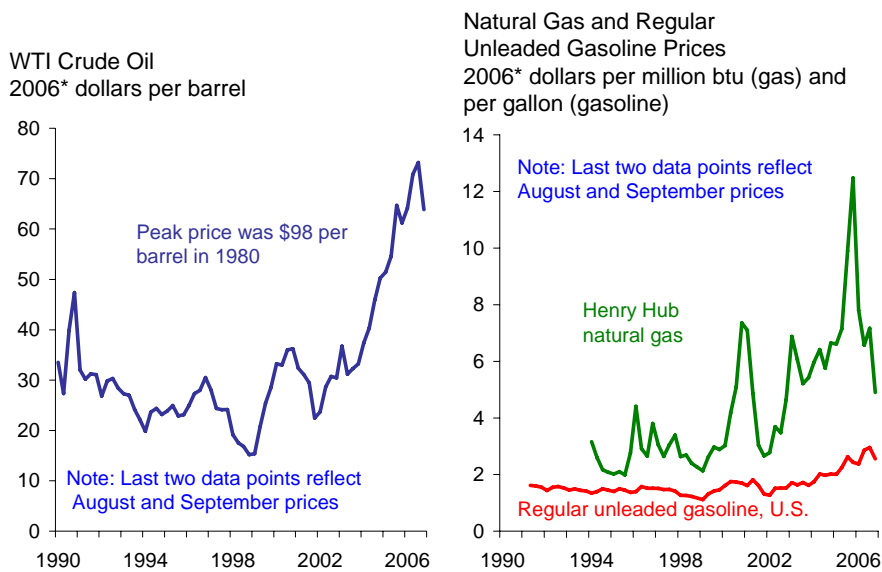 WTI Crude Oil
2006* dollars per barrel
80
70
60
50
40
30
20
10
0
Peak price was $98 per
barrel in 1980
Note: Last two data points reflect
August and September prices
1990 1994 1998 2002 2006
Natural Gas and Regular
Unleaded Gasoline Prices
2006* dollars per million btu (gas) and
per gallon (gasoline)
14
12
10
8
6
4
2
0
Note: Last two data points reflect
August and September prices
Henry Hub
natural gas
Regular unleaded gasoline, U.S.
1990 1994 1998 2002 2006